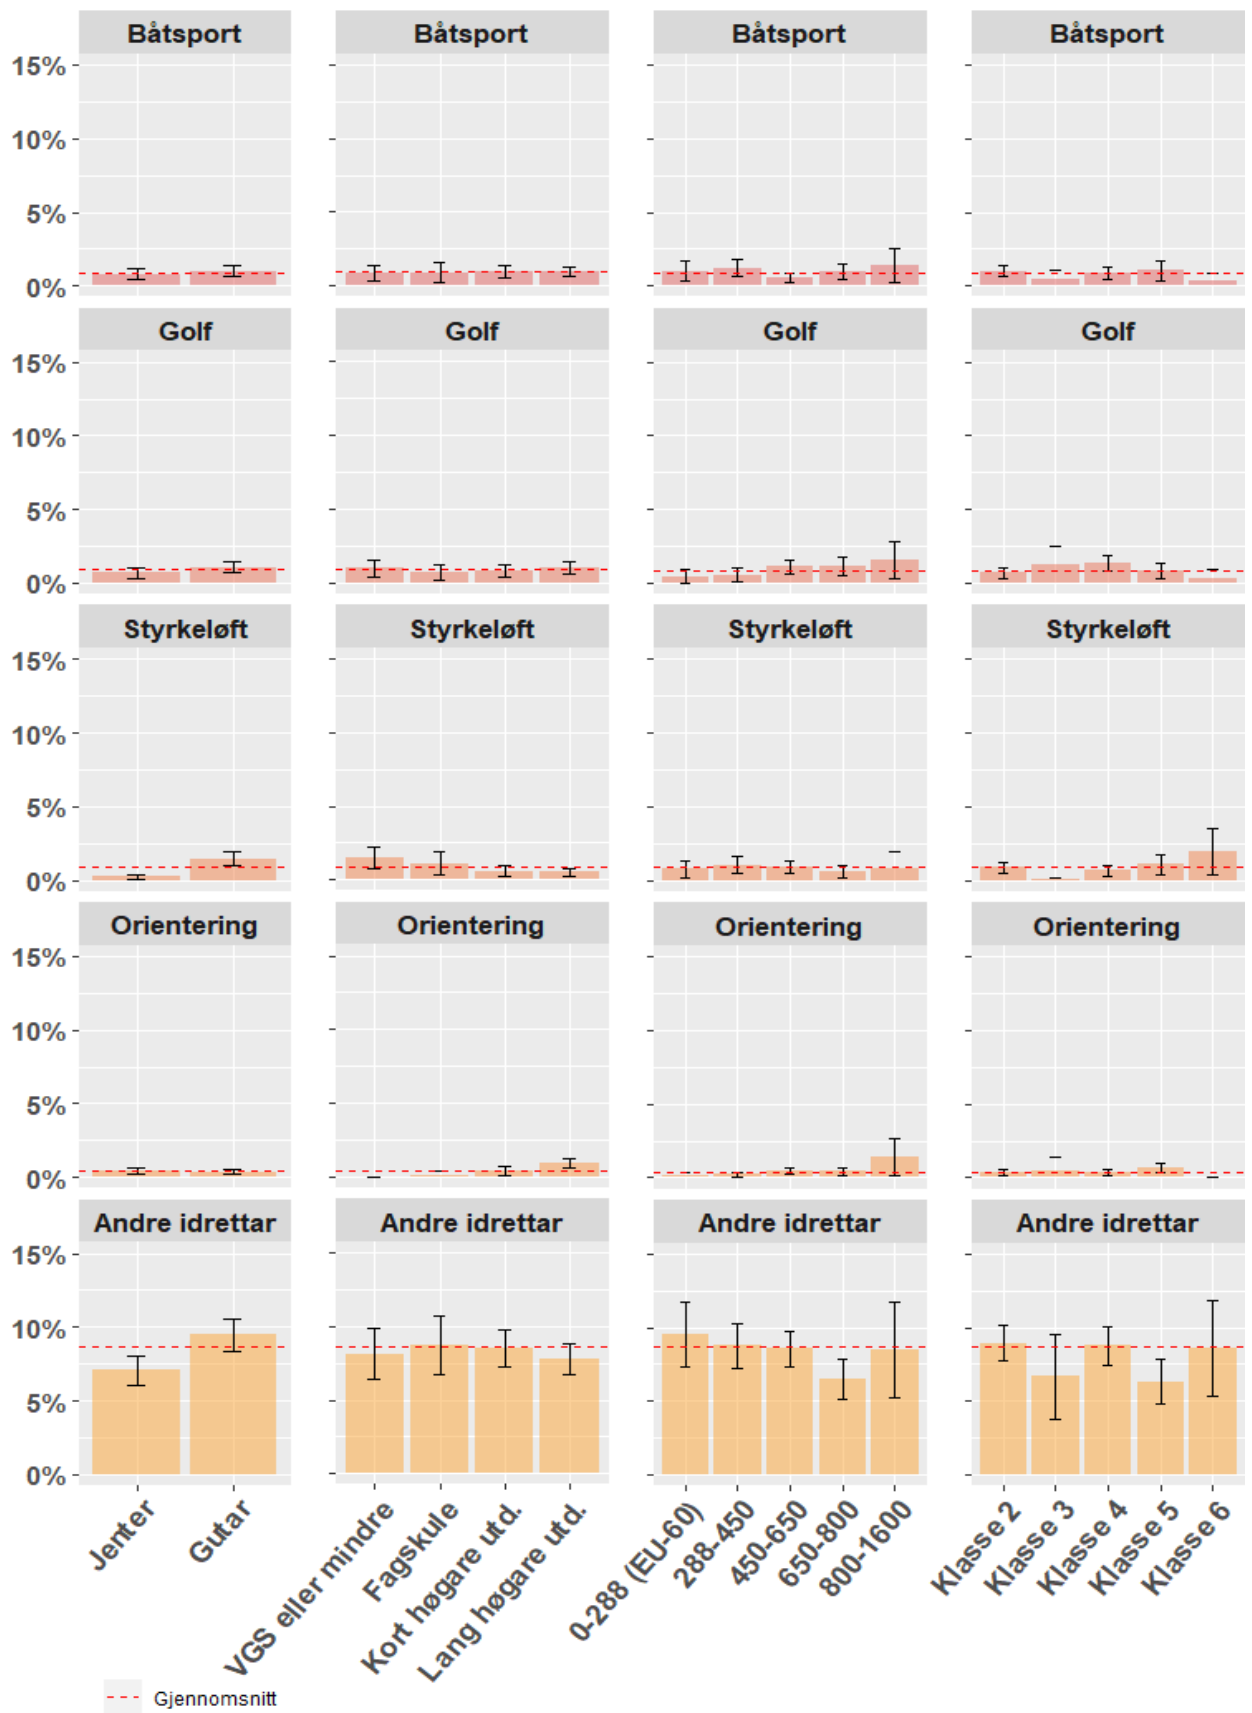 Båtsport Båtsport Båtsport Båtsport
15%
10%
5%
0%
Golf Golf Golf Golf
15%
10%
5%
0%
Styrkeløft Styrkeløft Styrkeløft Styrkeløft
15%
10%
5%
0%
Orientering Orientering Orientering Orientering
15%
10%
5%
0%
Andre idrettar Andre idrettar Andre idrettar Andre idrettar
15%
10%
5%
0%
Jenter
Gutar
VGS eller mindre
Fagskule
Kort høgare utd.
Lang høgare utd.
0-288 (EU-60)
288-450
450-650
650-800
800-1600
Klasse 2
Klasse 3
Klasse 4
Klasse 5
Klasse 6
Gjennomsnitt